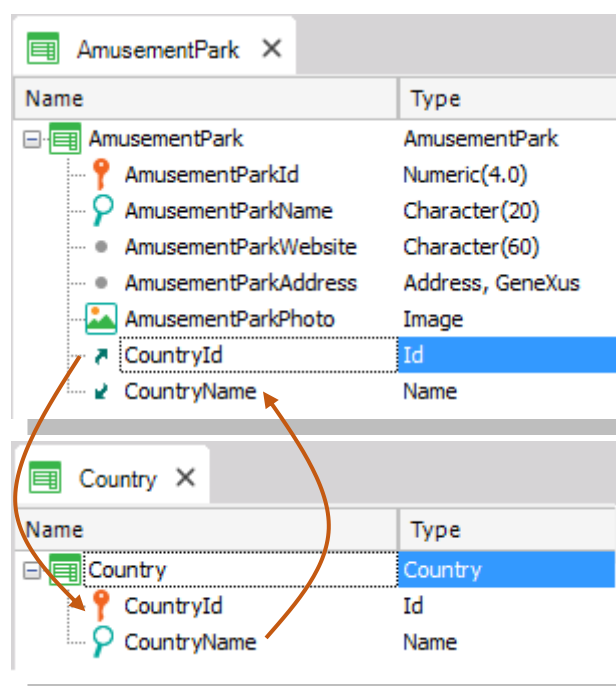 AmusementPark
Name Type
AmusementPark AmusementPark
AmusementParkId Numeric(4.0)
AmusementParkName Character(20)
AmusementParkWebsite Character(60)
AmusementParkAddress Address, GeneXus
AmusementParkPhoto Image
CountryId Id
CountryName Name
Country
Name Type
Country Country
CountryId Id
CountryName Name